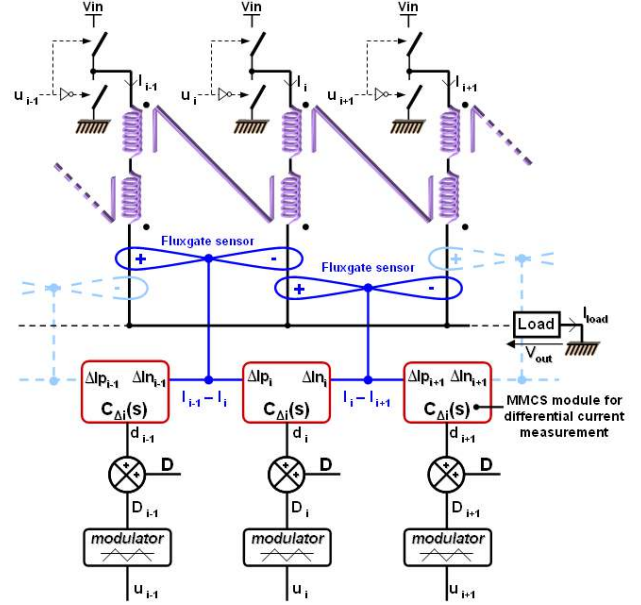 Vin Vin Vin
I i-1 I i I i+1
u i-1 u i u i+1
Fluxgate sensor
+ -
Fluxgate sensor
+ -
+ -
Load I load
V out
ΔIp i-1 ΔIn i-1 ΔIp i ΔIn i ΔIp i+1 ΔIn i+1
I i-1 – I i I i – I i+1
C Δi (s) C Δi (s) C Δi (s)
MMCS module for
differential current
measurement
d i-1 d i d i+1
+ + D + + D + + D
D i-1 D i D i+1
modulator modulator modulator
u i-1 u i u i+1